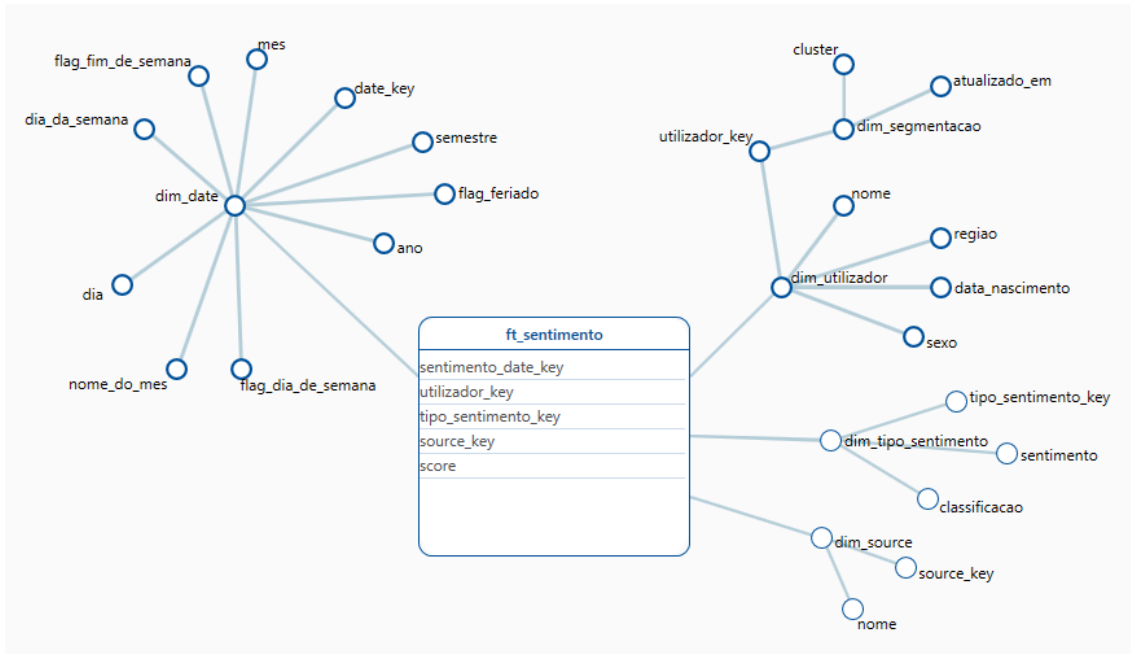 mes
flag_fim_de_semana
date_key
dia_da_semana
semestre
dim_date
flag_feriado
ano
dia
nome_do_mes
flag_dia_de_semana
ft_sentimento
sentimento_date_key
utilizador_key
tipo_sentimento_key
source_key
score
cluster
atualizado_em
dim_segmentacao
utilizador_key
nome
regiao
dim_utilizador
data_nascimento
sexo
tipo_sentimento_key
dim_tipo_sentimento
sentimento
classificacao
dim_source
source_key
nome